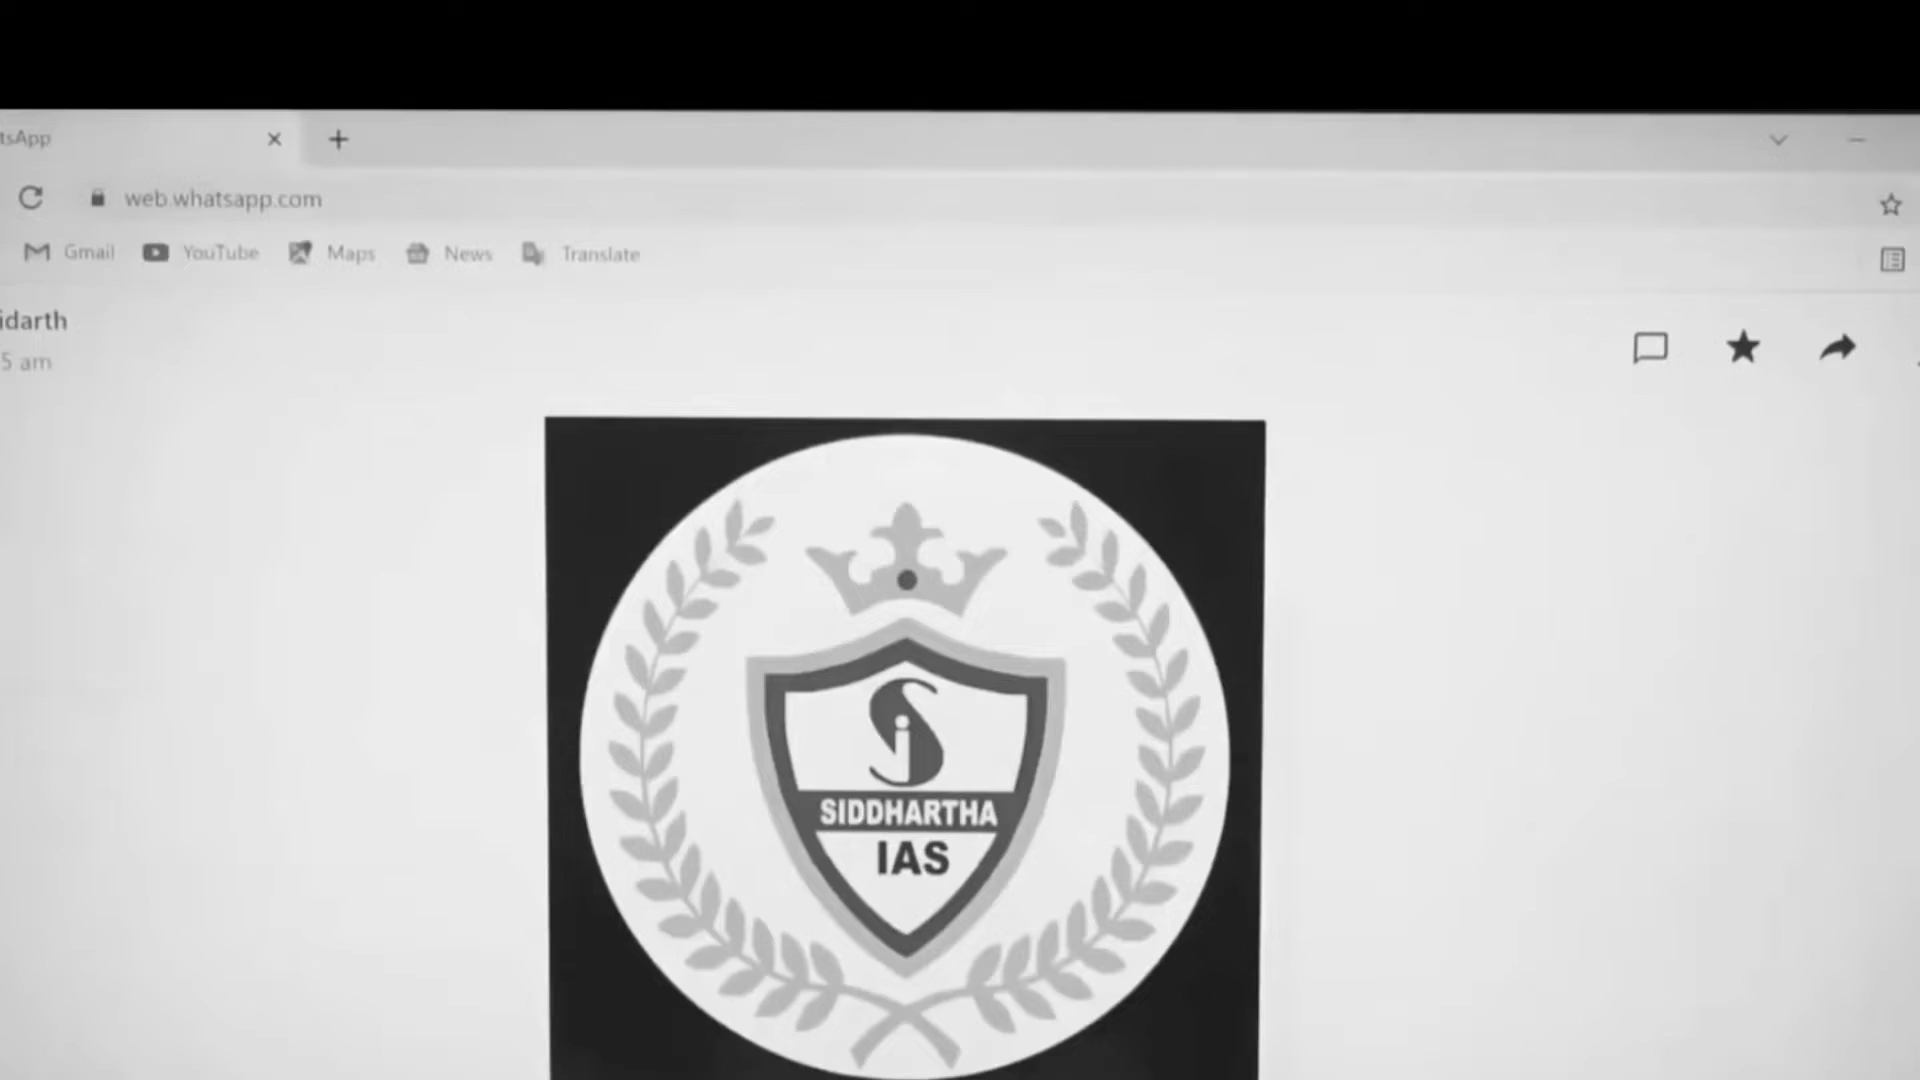 tsApp
web.whatsapp.com
Gmail YouTube Maps News Translate
idarth
5 am
SIDDHARTHA
IAS